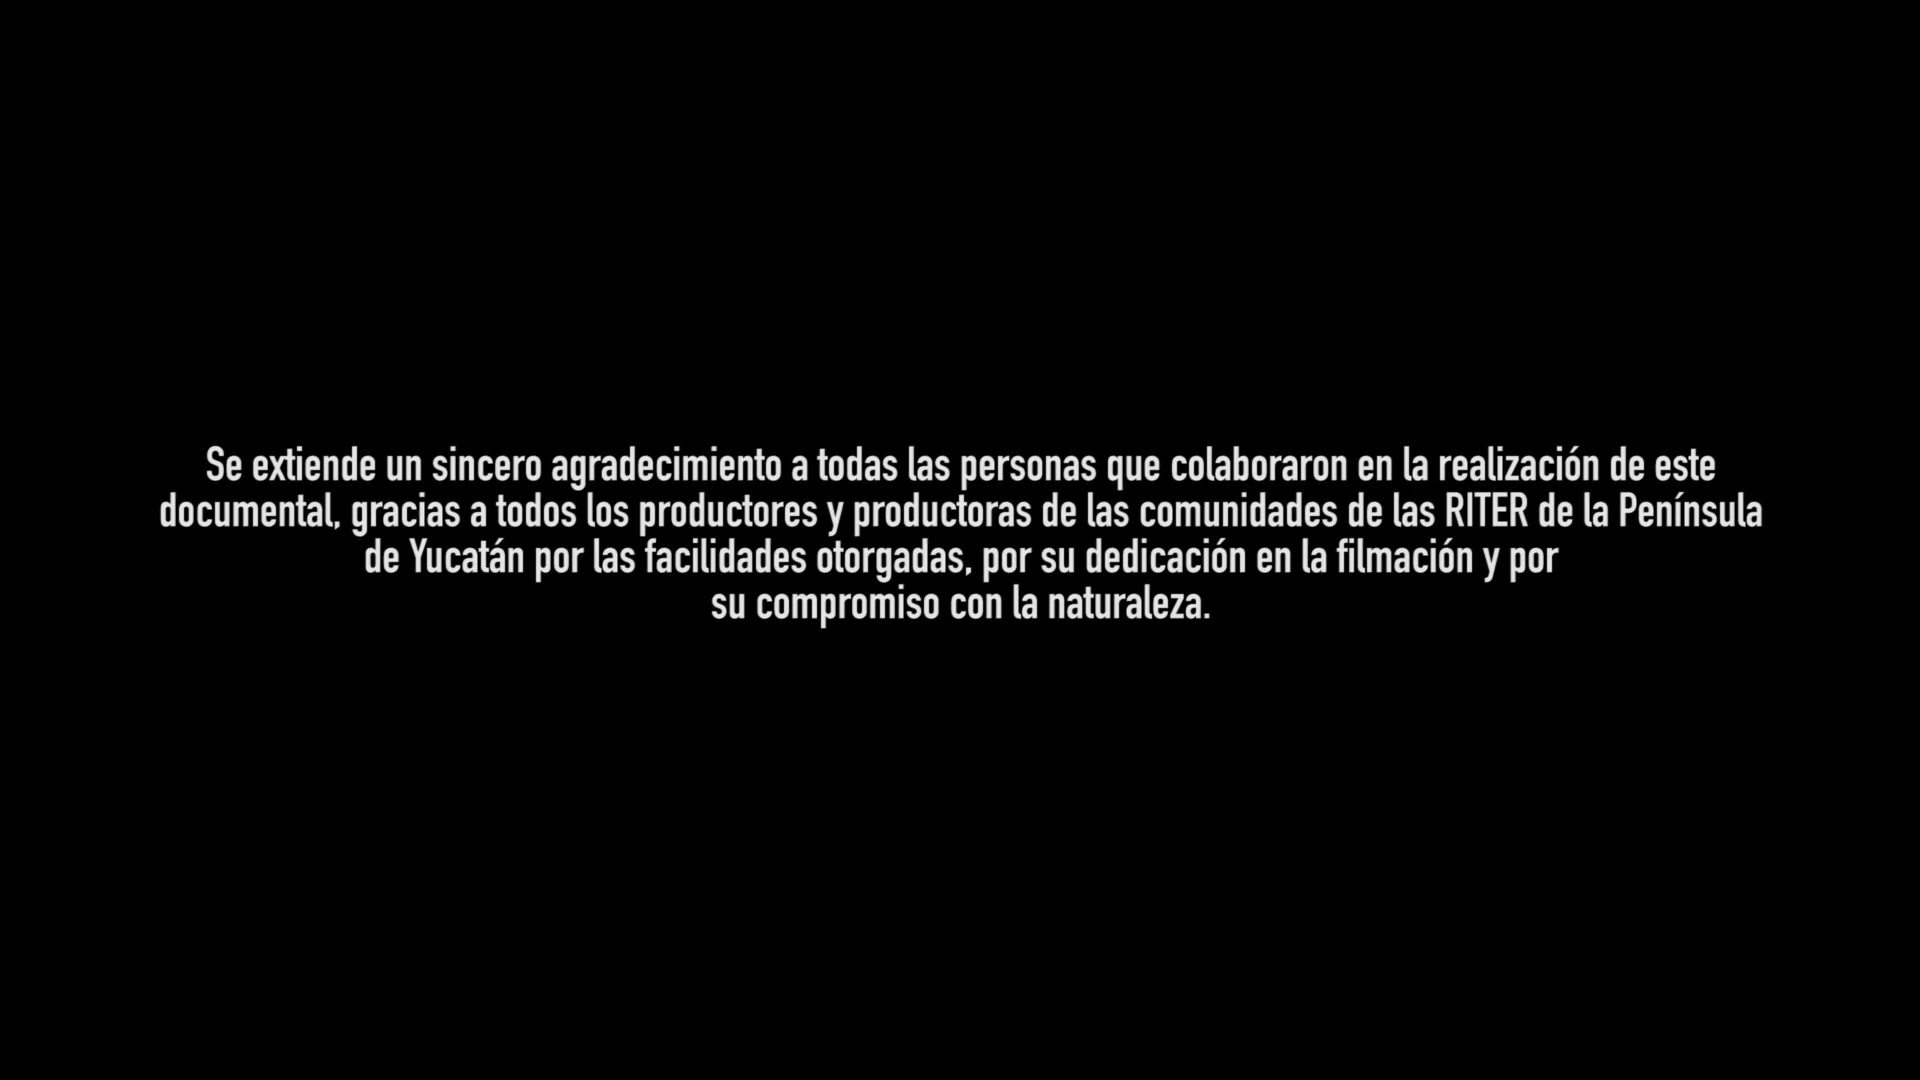 Se extiende un sincero agradecimiento a todas las personas que colaboraron en la realización de este
documental, gracias a todos los productores y productoras de las comunidades de las RITER de la Península
de Yucatán por las facilidades otorgadas, por su dedicación en la filmación y por
su compromiso con la naturaleza.